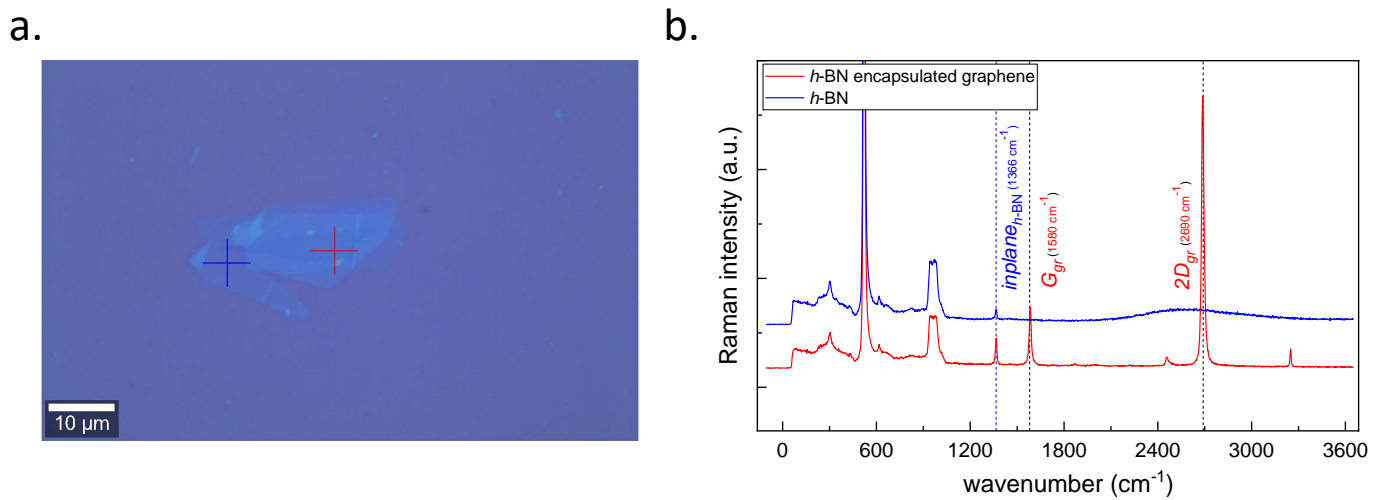 a.
10 µm
b.
h-BN encapsulated graphene
h-BN
inplaneh-BN (1366 cm-1)
Ggr (1580 cm-1)
2Dgr (2690 cm-1)
Raman intensity (a.u.)
0 600 1200 1800 2400 3000 3600
wavenumber (cm-1)